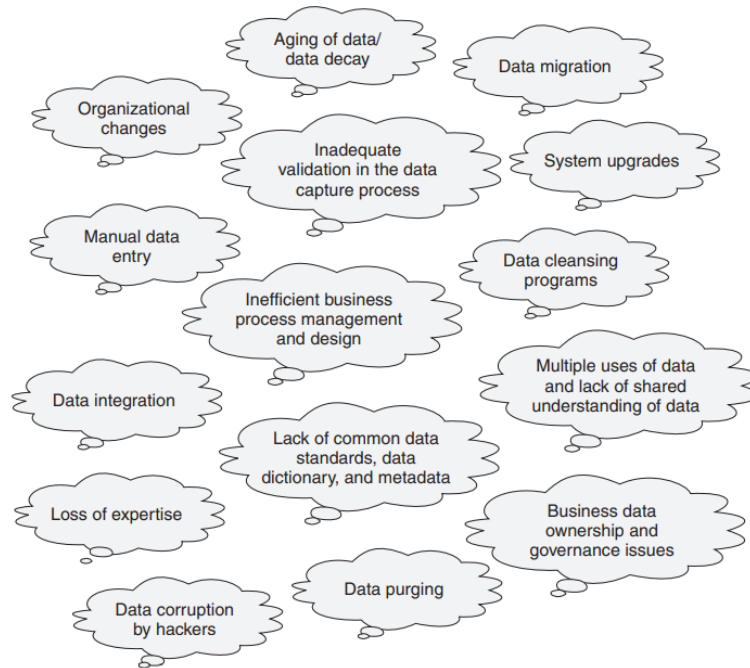 Aging of data/
data decay
Data migration
Organizational
changes
Inadequate
validation in the data
capture process
System upgrades
Manual data
entry
Data cleansing
programs
Inefficient business
process management
and design
Multiple uses of data
and lack of shared
understanding of data
Data integration
Lack of common data
standards, data
dictionary, and metadata
Loss of expertise
Business data
ownership and
governance issues
Data purging
Data corruption
by hackers